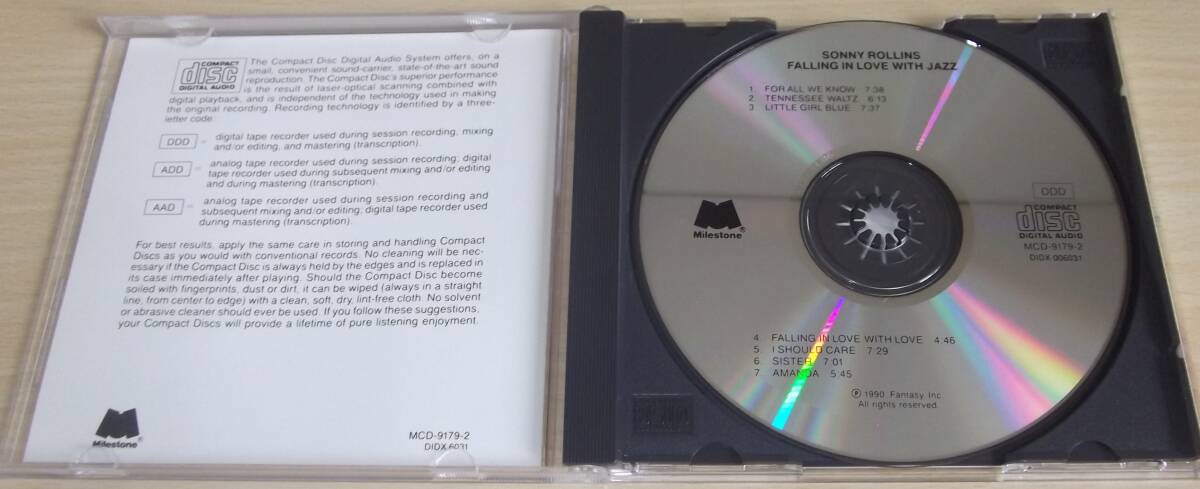 COMPACT
disc
DIGITAL AUDIO
The Compact Disc Digital Audio System offers, on a
small, convenient sound-carrier, state-of-the-art sound
reproduction. The Compact Disc's superior performance
is the result of laser-optical scanning combined with
digital playback, and is independent of the technology used in making
the original recording. Recording technology is identified by a three-
letter code:
DDD = digital tape recorder used during session recording, mixing
and/or editing, and mastering (transcription).
ADD = analog tape recorder used during session recording; digital
tape recorder used during subsequent mixing and/or editing
and during mastering (transcription).
AAD = analog tape recorder used during session recording and
subsequent mixing and/or editing; digital tape recorder used
during mastering (transcription).
For best results, apply the same care in storing and handling Compact
Discs as you would with conventional records. No cleaning will be nec-
essary if the Compact Disc is always held by the edges and is replaced in
its case immediately after playing. Should the Compact Disc become
soiled with fingerprints, dust or dirt, it can be wiped (always in a straight
line, from center to edge) with a clean, soft, dry, lint-free cloth. No solvent
or abrasive cleaner should ever be used. If you follow these suggestions,
your Compact Discs will provide a lifetime of pure listening enjoyment.
Milestone®
MCD-9179-2
DIDX 6031
SONNY ROLLINS
FALLING IN LOVE WITH JAZZ
1. FOR ALL WE KNOW 7:38
2. TENNESSEE WALTZ 6:13
3. LITTLE GIRL BLUE 7:37
Milestone®
DDD
COMPACT
disc
DIGITAL AUDIO
MCD-9179-2
DIDX 006031
4. FALLING IN LOVE WITH LOVE 4:46
5. I SHOULD CARE 7:29
6. SISTER 7:01
7. AMANDA 5:45
℗ 1990, Fantasy, Inc.
All rights reserved.